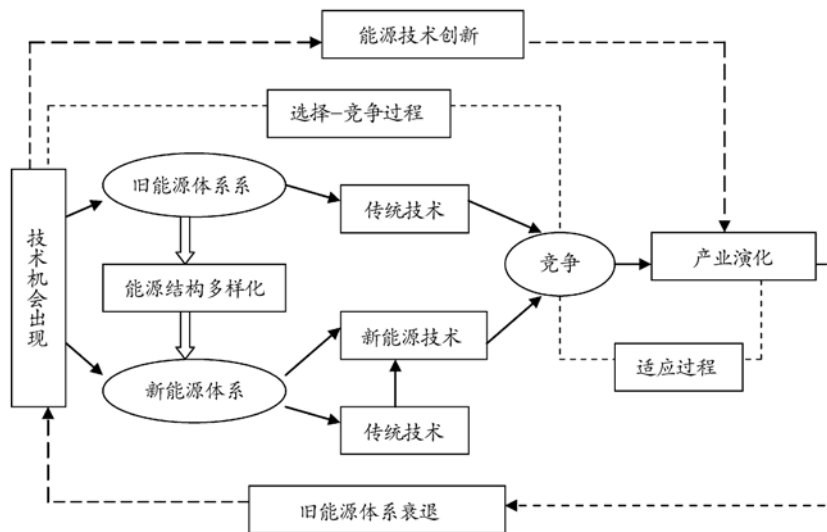 能源技术创新
选择-竞争过程
旧能源体系系
传统技术
技术机会出现
竞争
产业演化
能源结构多样化
新能源技术
适应过程
新能源体系
传统技术
旧能源体系衰退